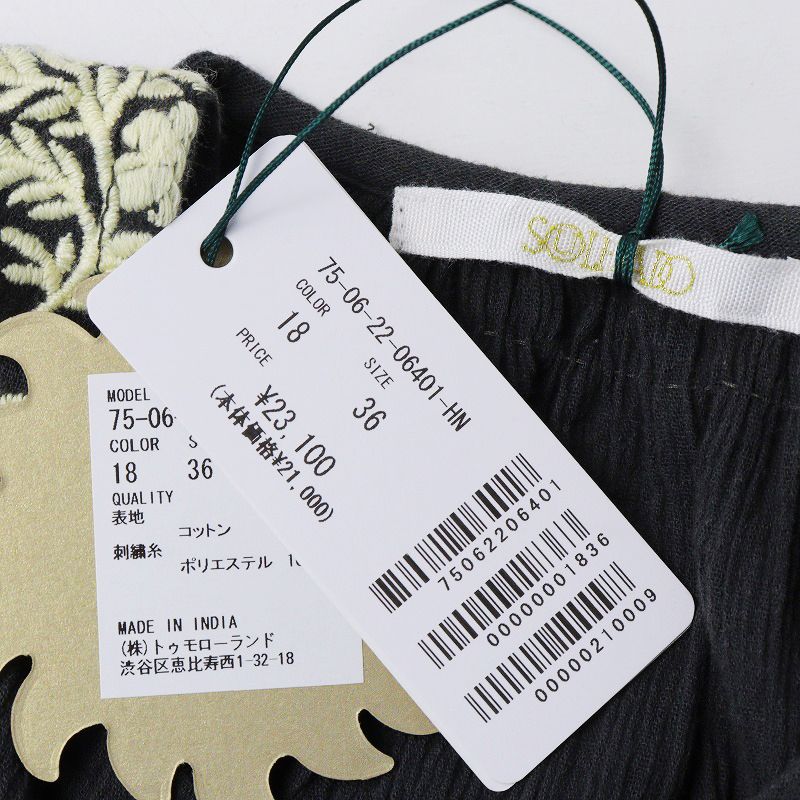 SOULEIADO
75-06-22-06401-HN
COLOR SIZE
18 36
PRICE
¥23,100
(本体価格¥21,000)
75062206401
00000001836
00000210009
MODEL
75-06-
COLOR S
18 36
QUALITY
表地 コットン
刺繍糸 ポリエステル
MADE IN INDIA
(株)トゥモローランド
渋谷区恵比寿西1-32-18